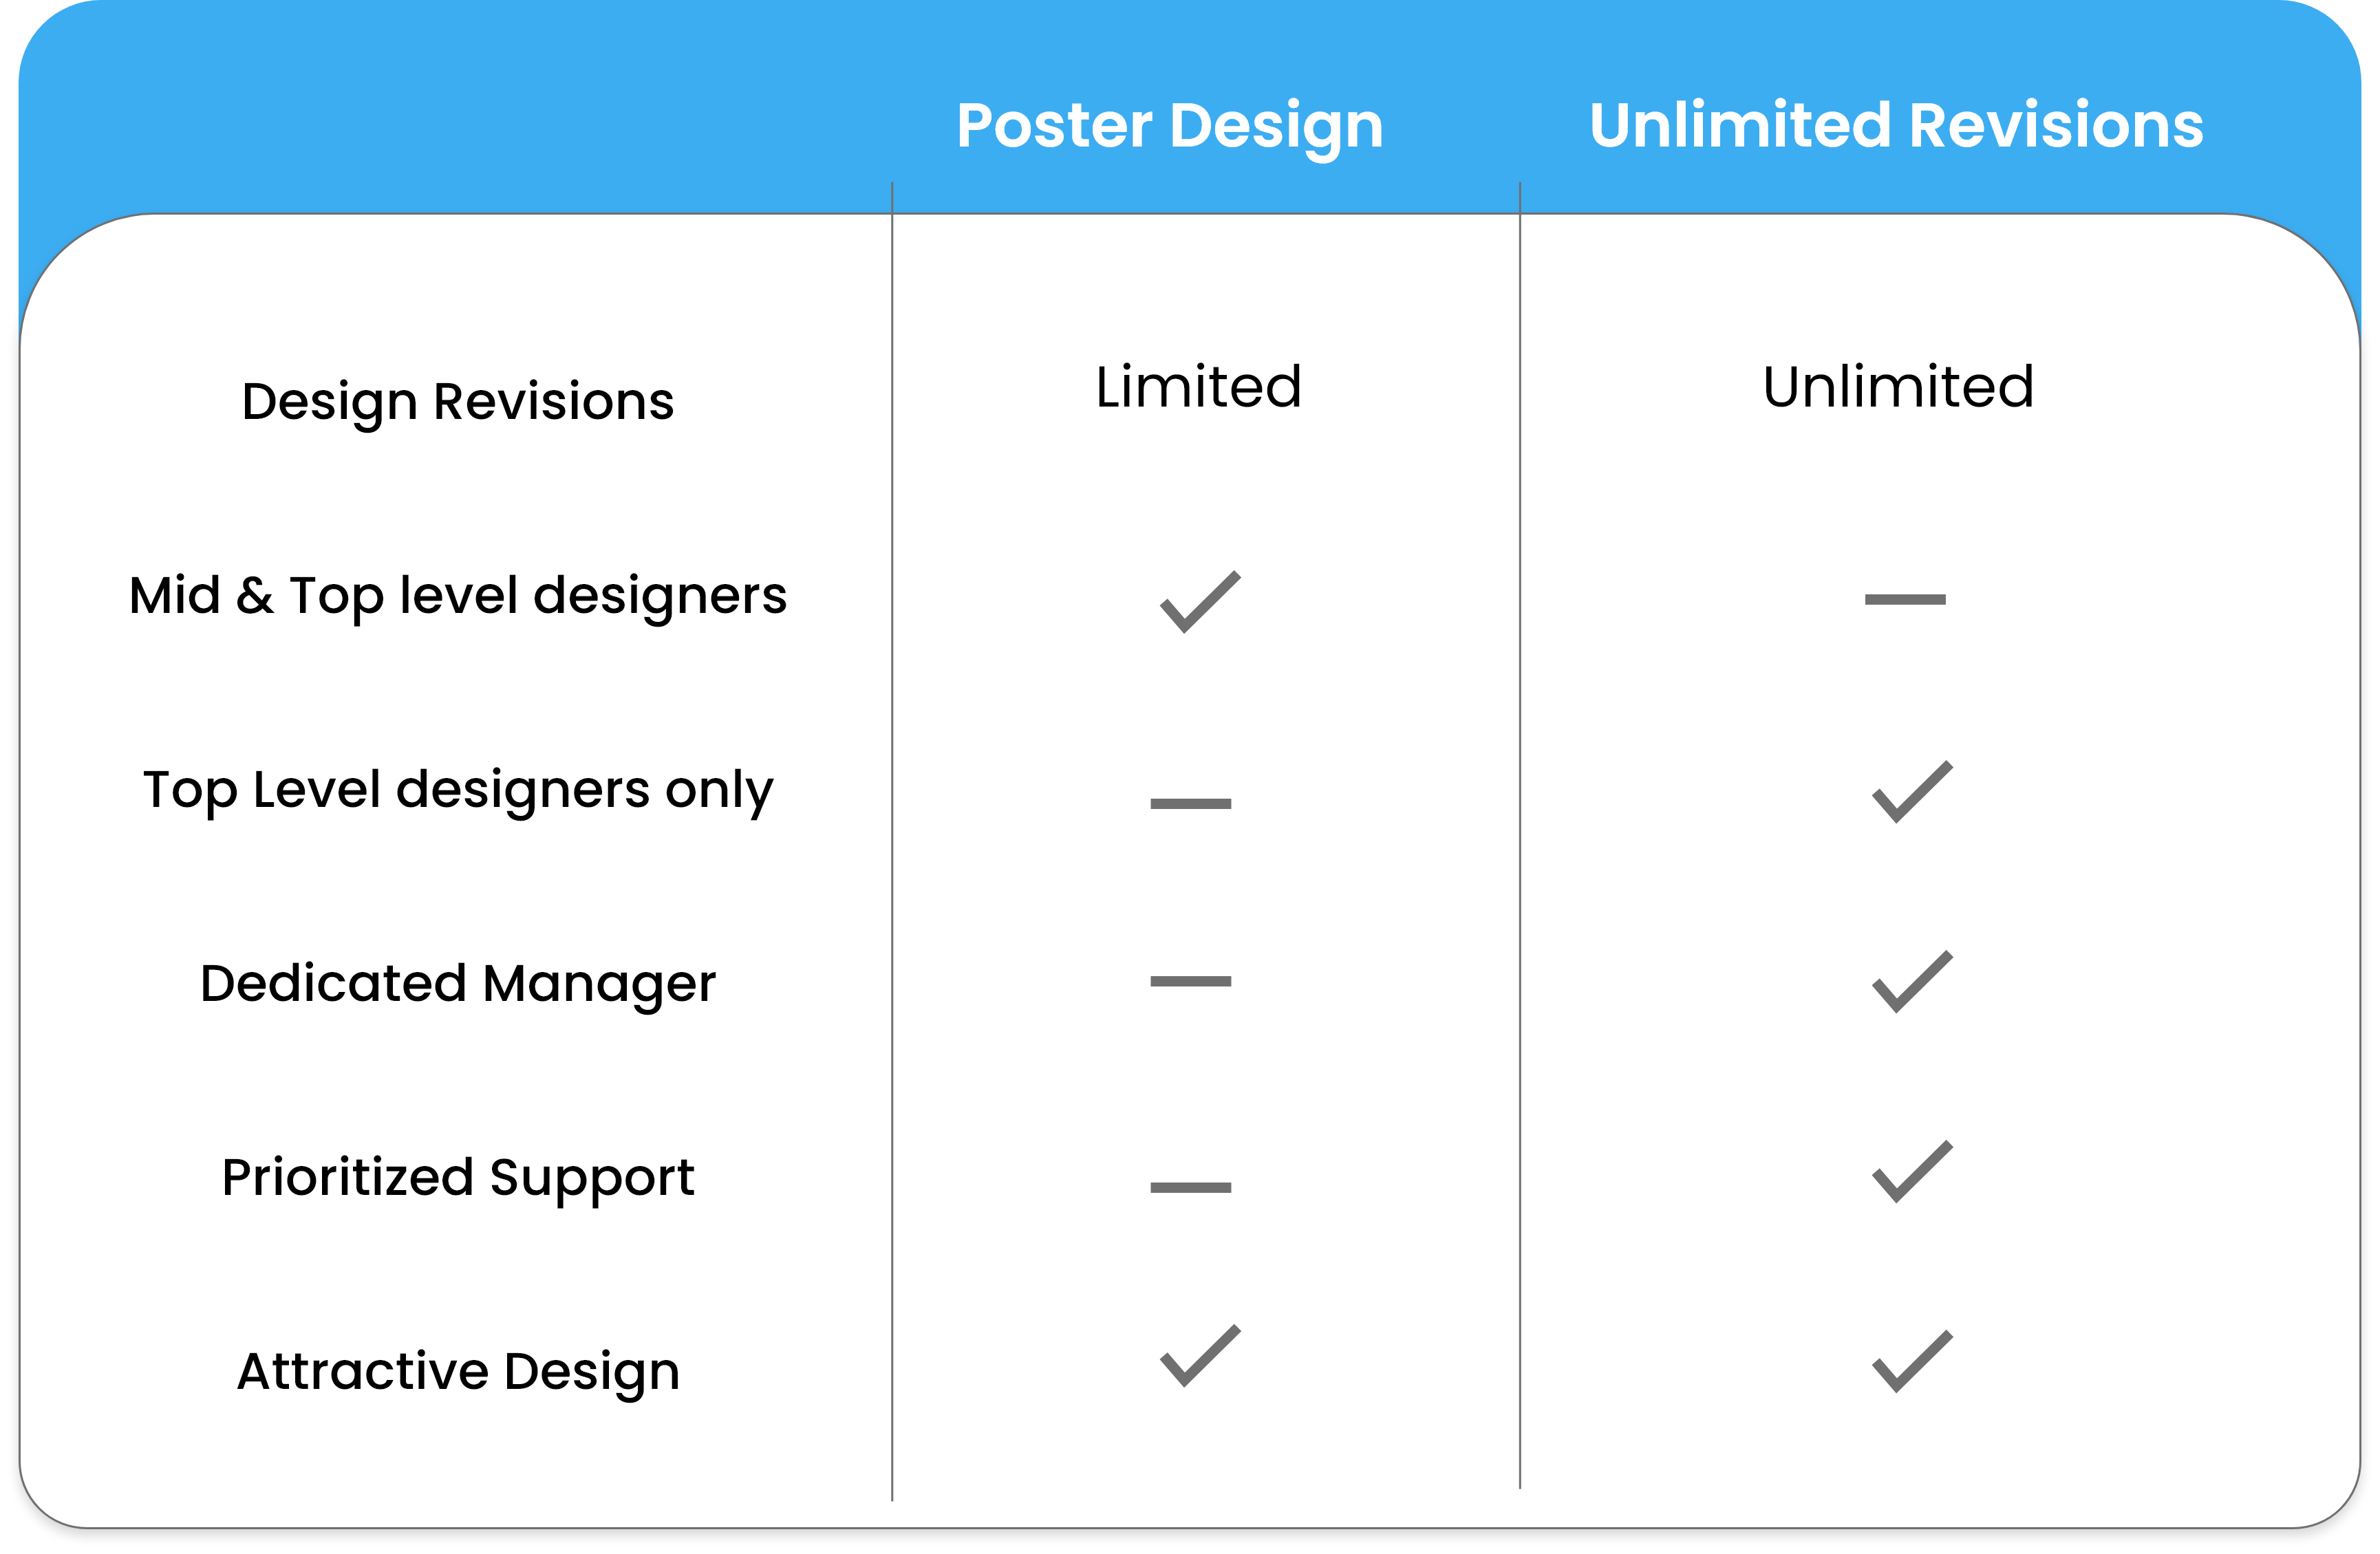 Poster Design Unlimited Revisions
Design Revisions Limited Unlimited
Mid & Top level designers
Top Level designers only
Dedicated Manager
Prioritized Support
Attractive Design